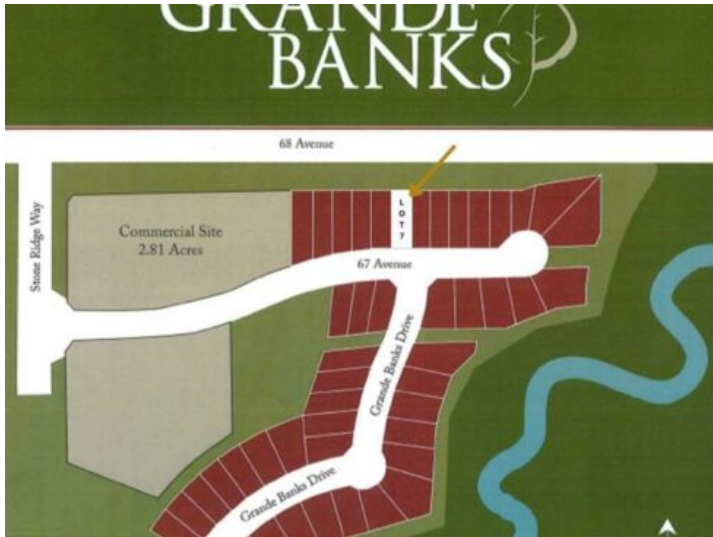 GRANDE
BANKS
68 Avenue
Stone Ridge Way
Commercial Site
2.81 Acres
L
O
T
7
67 Avenue
Grande Banks Drive
Grande Banks Drive